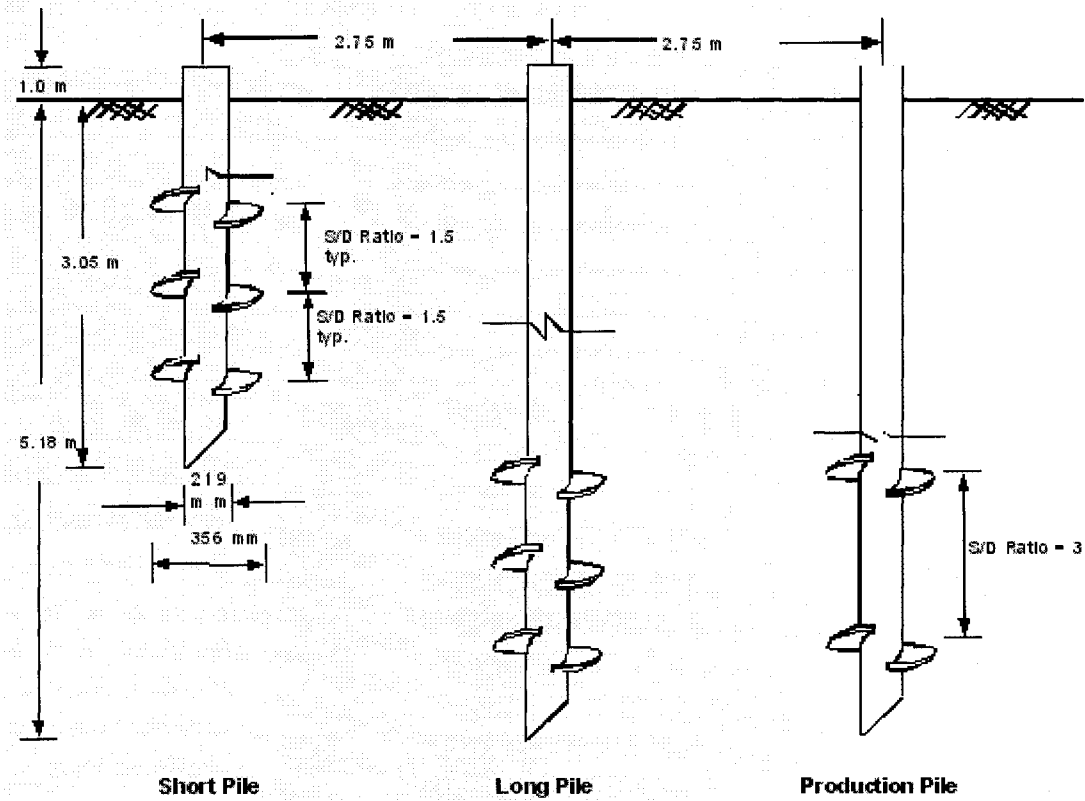 2.75 m
2.75 m
1.0 m
S/D Ratio = 1.5
typ.
3.05 m
S/D Ratio = 1.5
typ.
5.18 m
219
m m
356 mm
S/D Ratio = 3
Short Pile
Long Pile
Production Pile